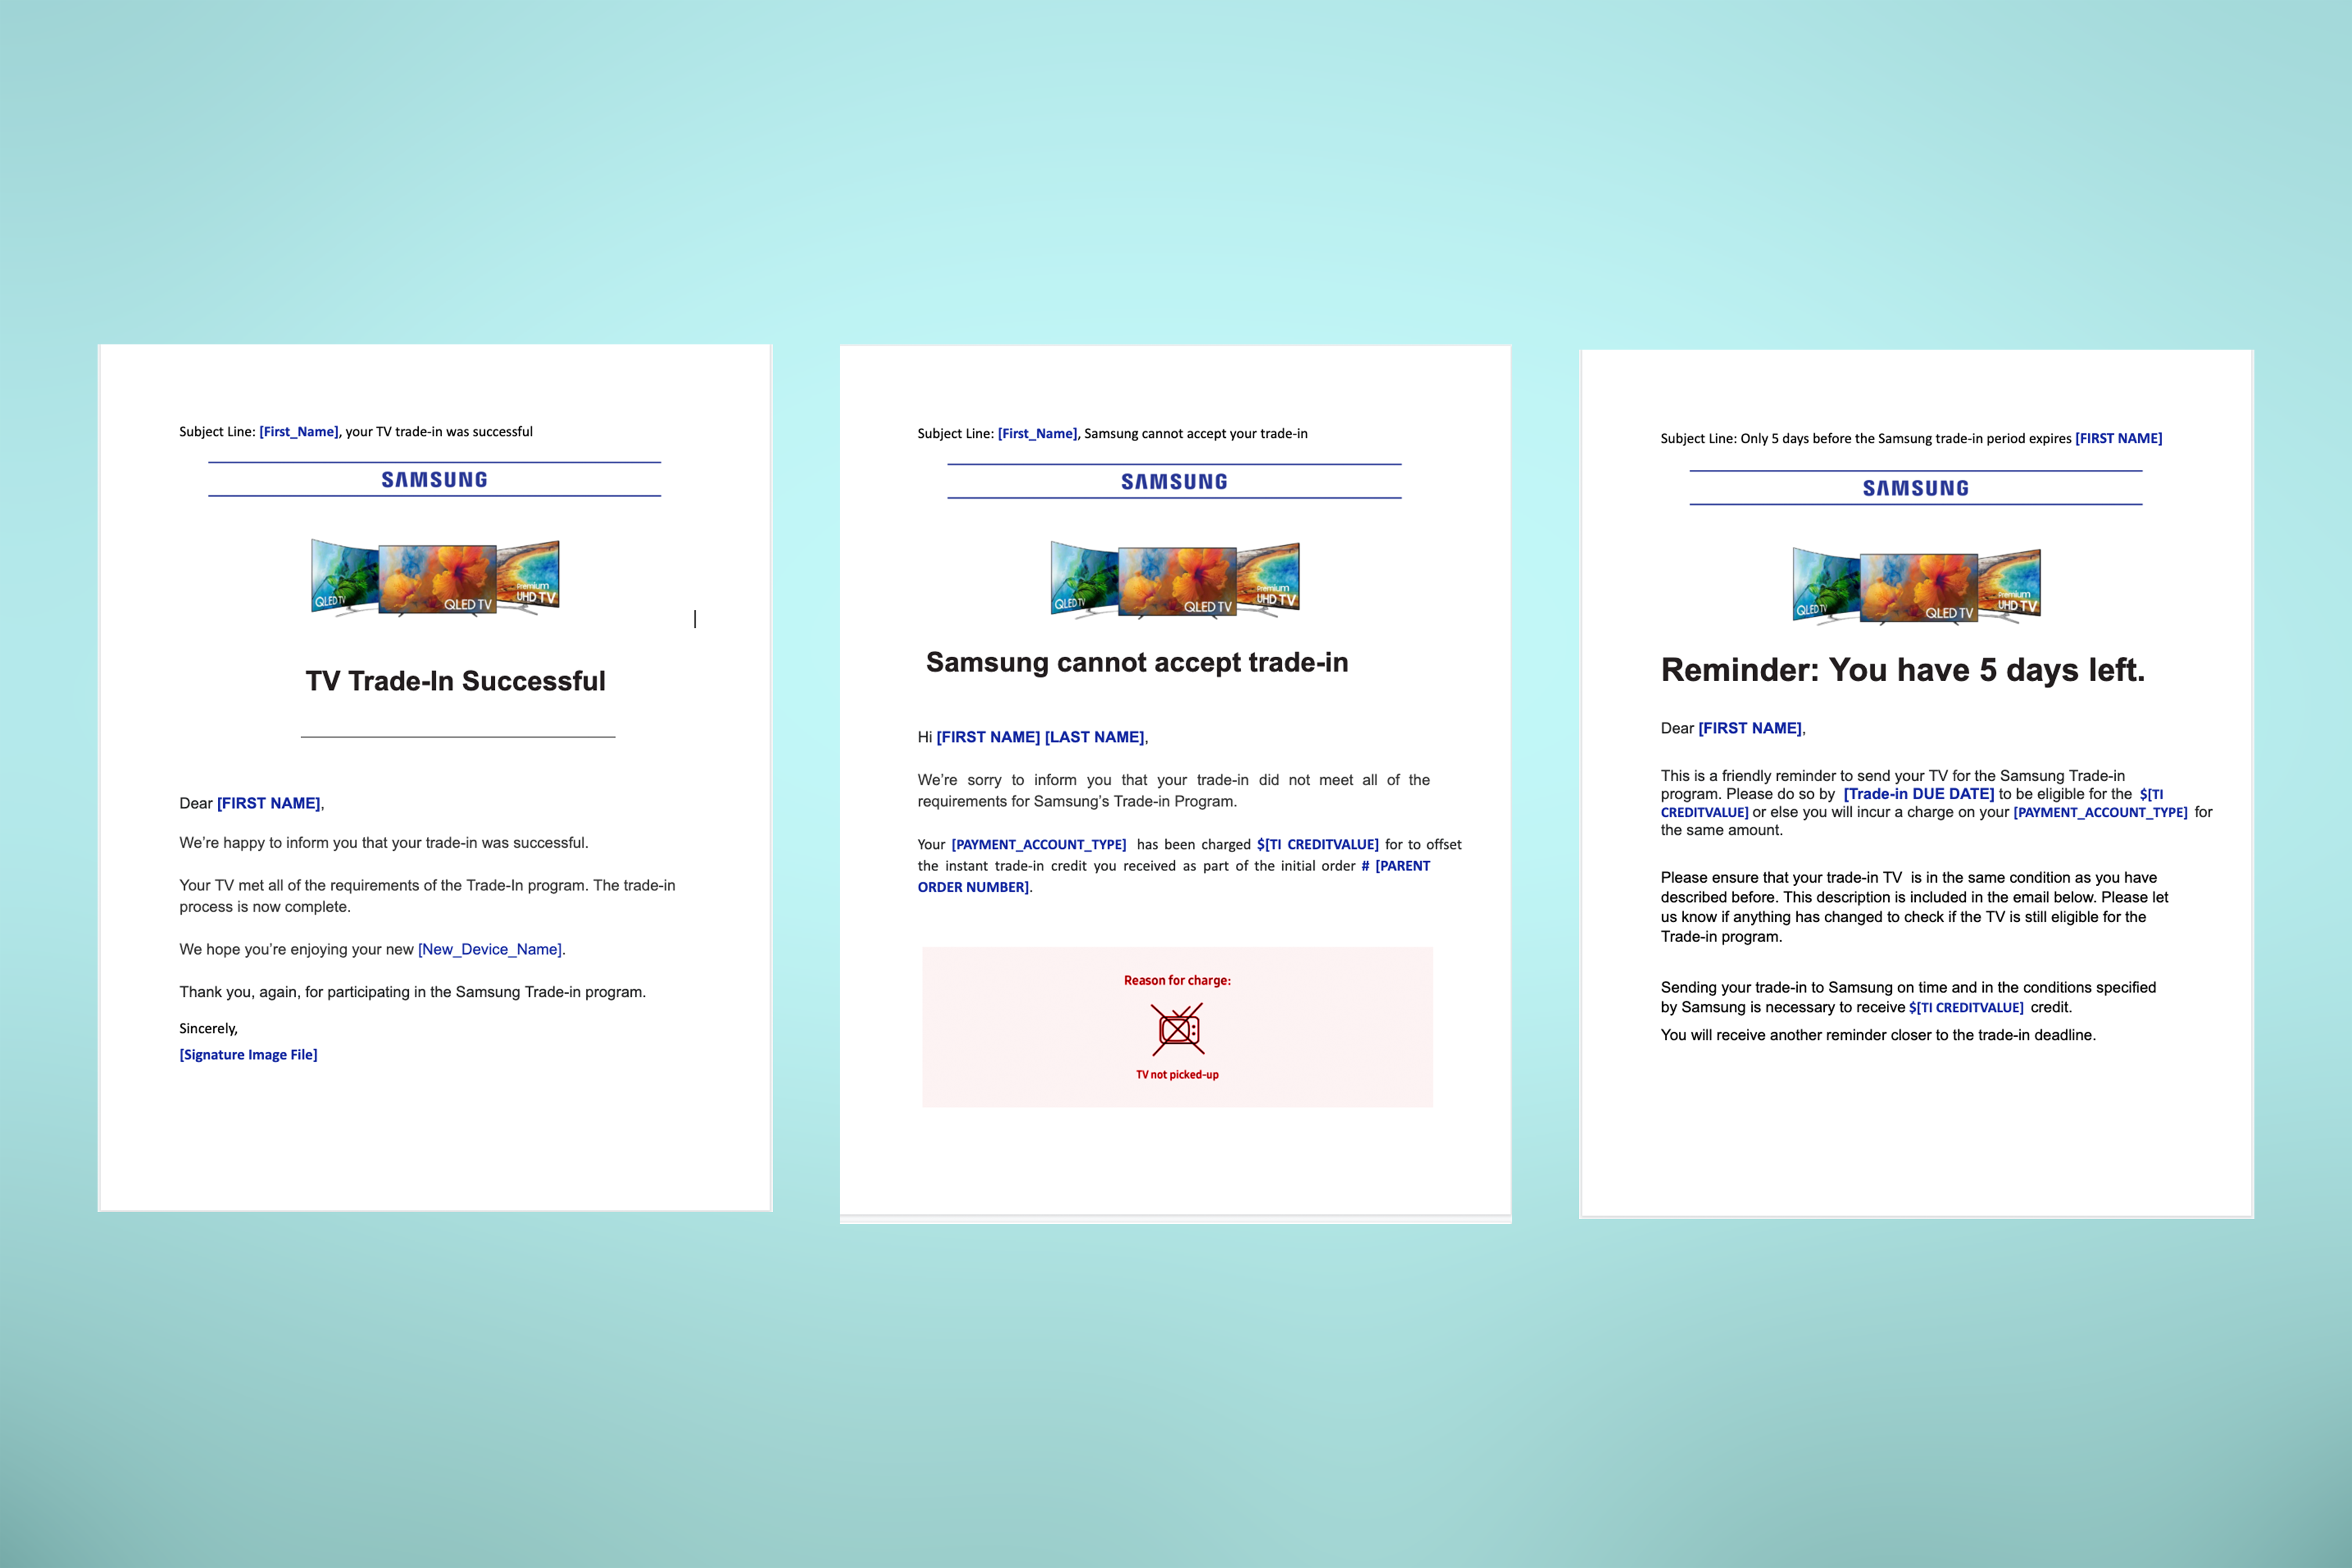 Subject Line: [First_Name], your TV trade-in was successful
SAMSUNG
QLED TV
QLED TV
Premium
UHD TV
TV Trade-In Successful
Dear [FIRST NAME],
We're happy to inform you that your trade-in was successful.
Your TV met all of the requirements of the Trade-In program. The trade-in
process is now complete.
We hope you're enjoying your new [New_Device_Name].
Thank you, again, for participating in the Samsung Trade-in program.
Sincerely,
[Signature Image File]
Subject Line: [First_Name], Samsung cannot accept your trade-in
SAMSUNG
QLED TV
QLED TV
Premium
UHD TV
Samsung cannot accept trade-in
Hi [FIRST NAME] [LAST NAME],
We're sorry to inform you that your trade-in did not meet all of the
requirements for Samsung's Trade-in Program.
Your [PAYMENT_ACCOUNT_TYPE] has been charged $[TI CREDITVALUE] for to offset
the instant trade-in credit you received as part of the initial order # [PARENT
ORDER NUMBER].
Reason for charge:
TV not picked-up
Subject Line: Only 5 days before the Samsung trade-in period expires [FIRST NAME]
SAMSUNG
QLED TV
QLED TV
Premium
UHD TV
Reminder: You have 5 days left.
Dear [FIRST NAME],
This is a friendly reminder to send your TV for the Samsung Trade-in
program. Please do so by [Trade-in DUE DATE] to be eligible for the $[TI
CREDITVALUE] or else you will incur a charge on your [PAYMENT_ACCOUNT_TYPE] for
the same amount.
Please ensure that your trade-in TV is in the same condition as you have
described before. This description is included in the email below. Please let
us know if anything has changed to check if the TV is still eligible for the
Trade-in program.
Sending your trade-in to Samsung on time and in the conditions specified
by Samsung is necessary to receive $[TI CREDITVALUE] credit.
You will receive another reminder closer to the trade-in deadline.